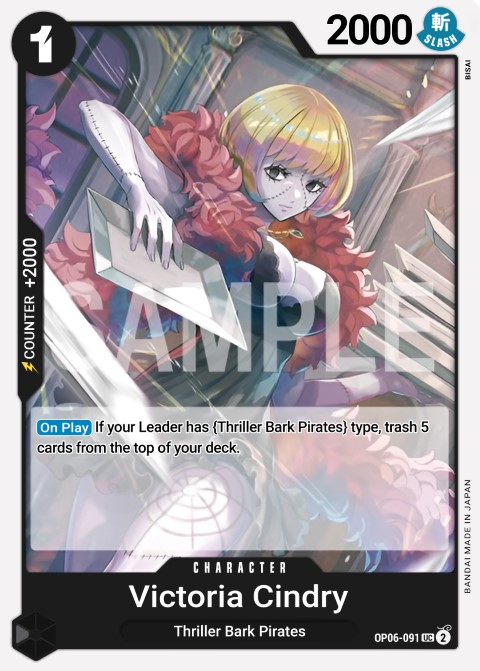 1
2000
斬
SLASH
BISAI
COUNTER +2000
SAMPLE
On Play If your Leader has {Thriller Bark Pirates} type, trash 5
cards from the top of your deck.
BANDAI MADE IN JAPAN
CHARACTER
Victoria Cindry
Thriller Bark Pirates
OP06-091 UC 2